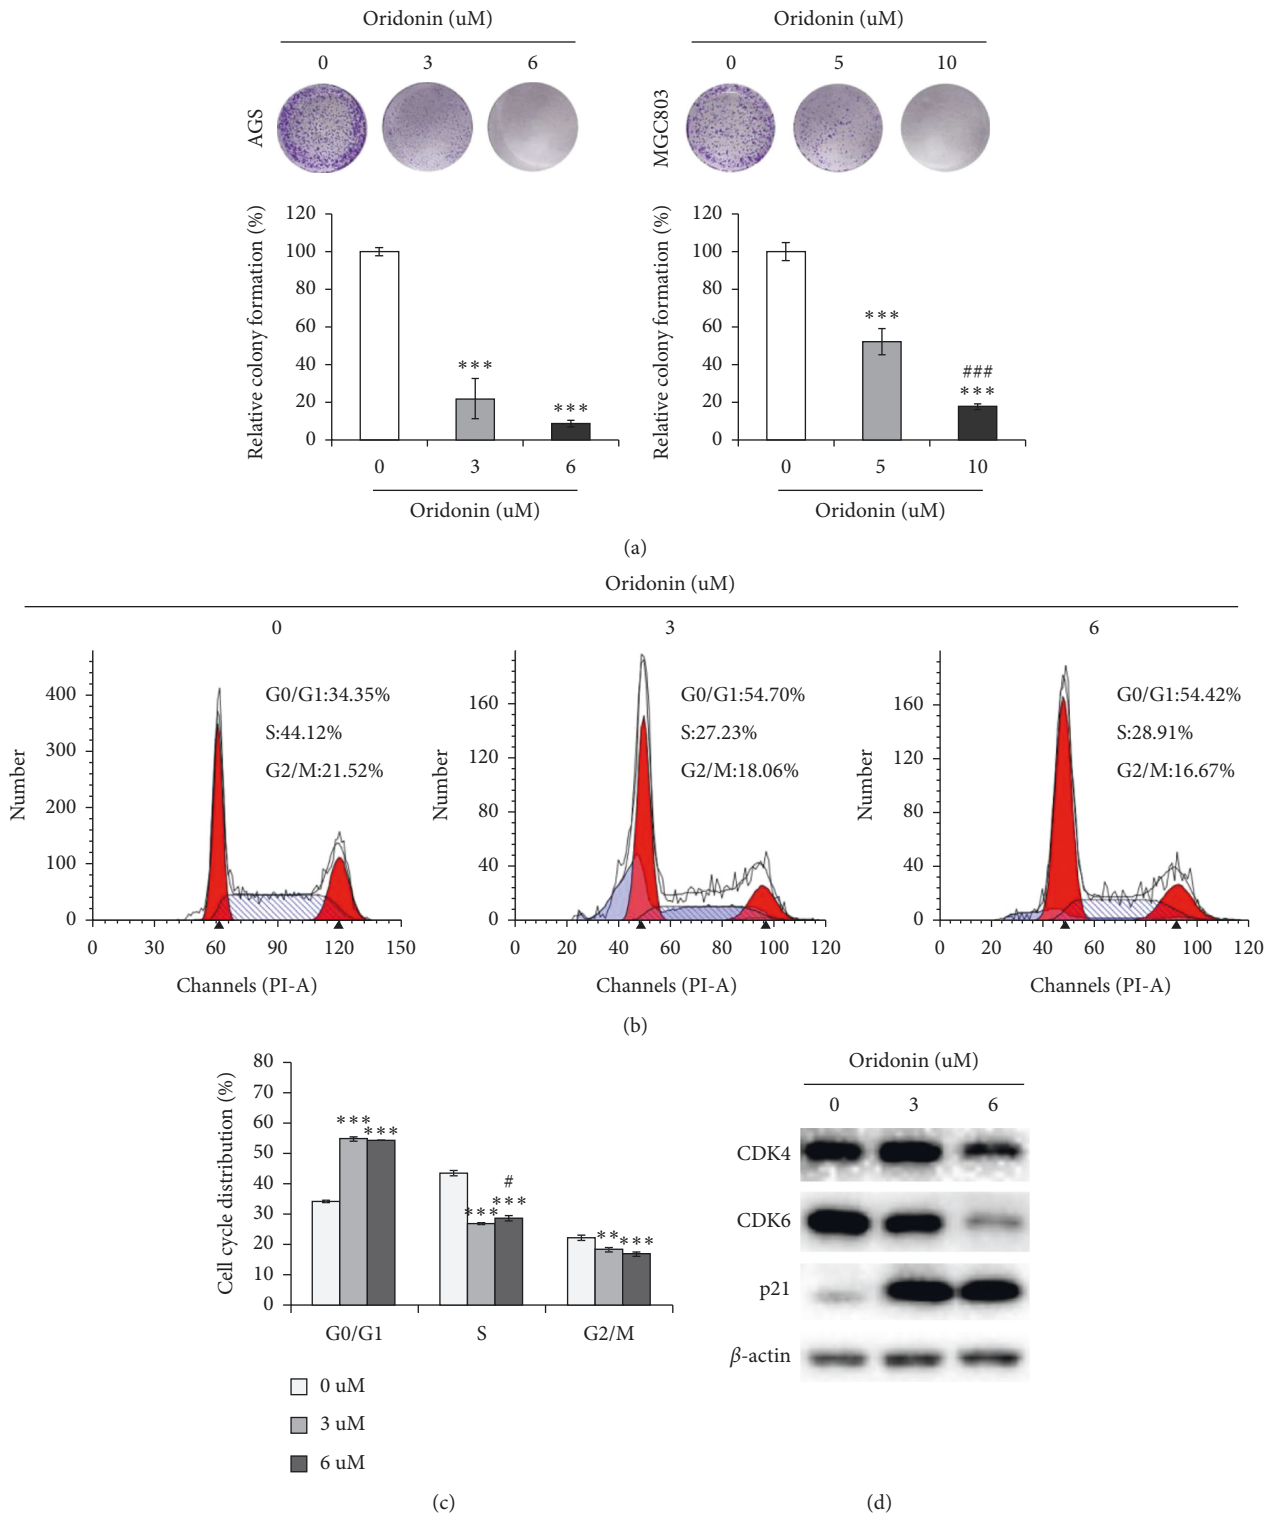 Oridonin (uM)
0 3 6
AGS
Oridonin (uM)
0 5 10
MGC803
Relative colony formation (%)
120
100
80
60
40
20
0
***
***
0 3 6
Oridonin (uM)
Relative colony formation (%)
120
100
80
60
40
20
0
***
###
***
0 5 10
Oridonin (uM)
(a)
Oridonin (uM)
0 3 6
Number
400
300
200
100
0
G0/G1:34.35%
S:44.12%
G2/M:21.52%
0 30 60 90 120 150
Channels (PI-A)
Number
160
120
80
40
0
G0/G1:54.70%
S:27.23%
G2/M:18.06%
0 20 40 60 80 100 120
Channels (PI-A)
Number
160
120
80
40
0
G0/G1:54.42%
S:28.91%
G2/M:16.67%
0 20 40 60 80 100 120
Channels (PI-A)
(b)
Cell cycle distribution (%)
80
70
60
50
40
30
20
10
0
***
***
***
#
***
**
***
G0/G1 S G2/M
0 uM
3 uM
6 uM
(c)
Oridonin (uM)
0 3 6
CDK4
CDK6
p21
β-actin
(d)